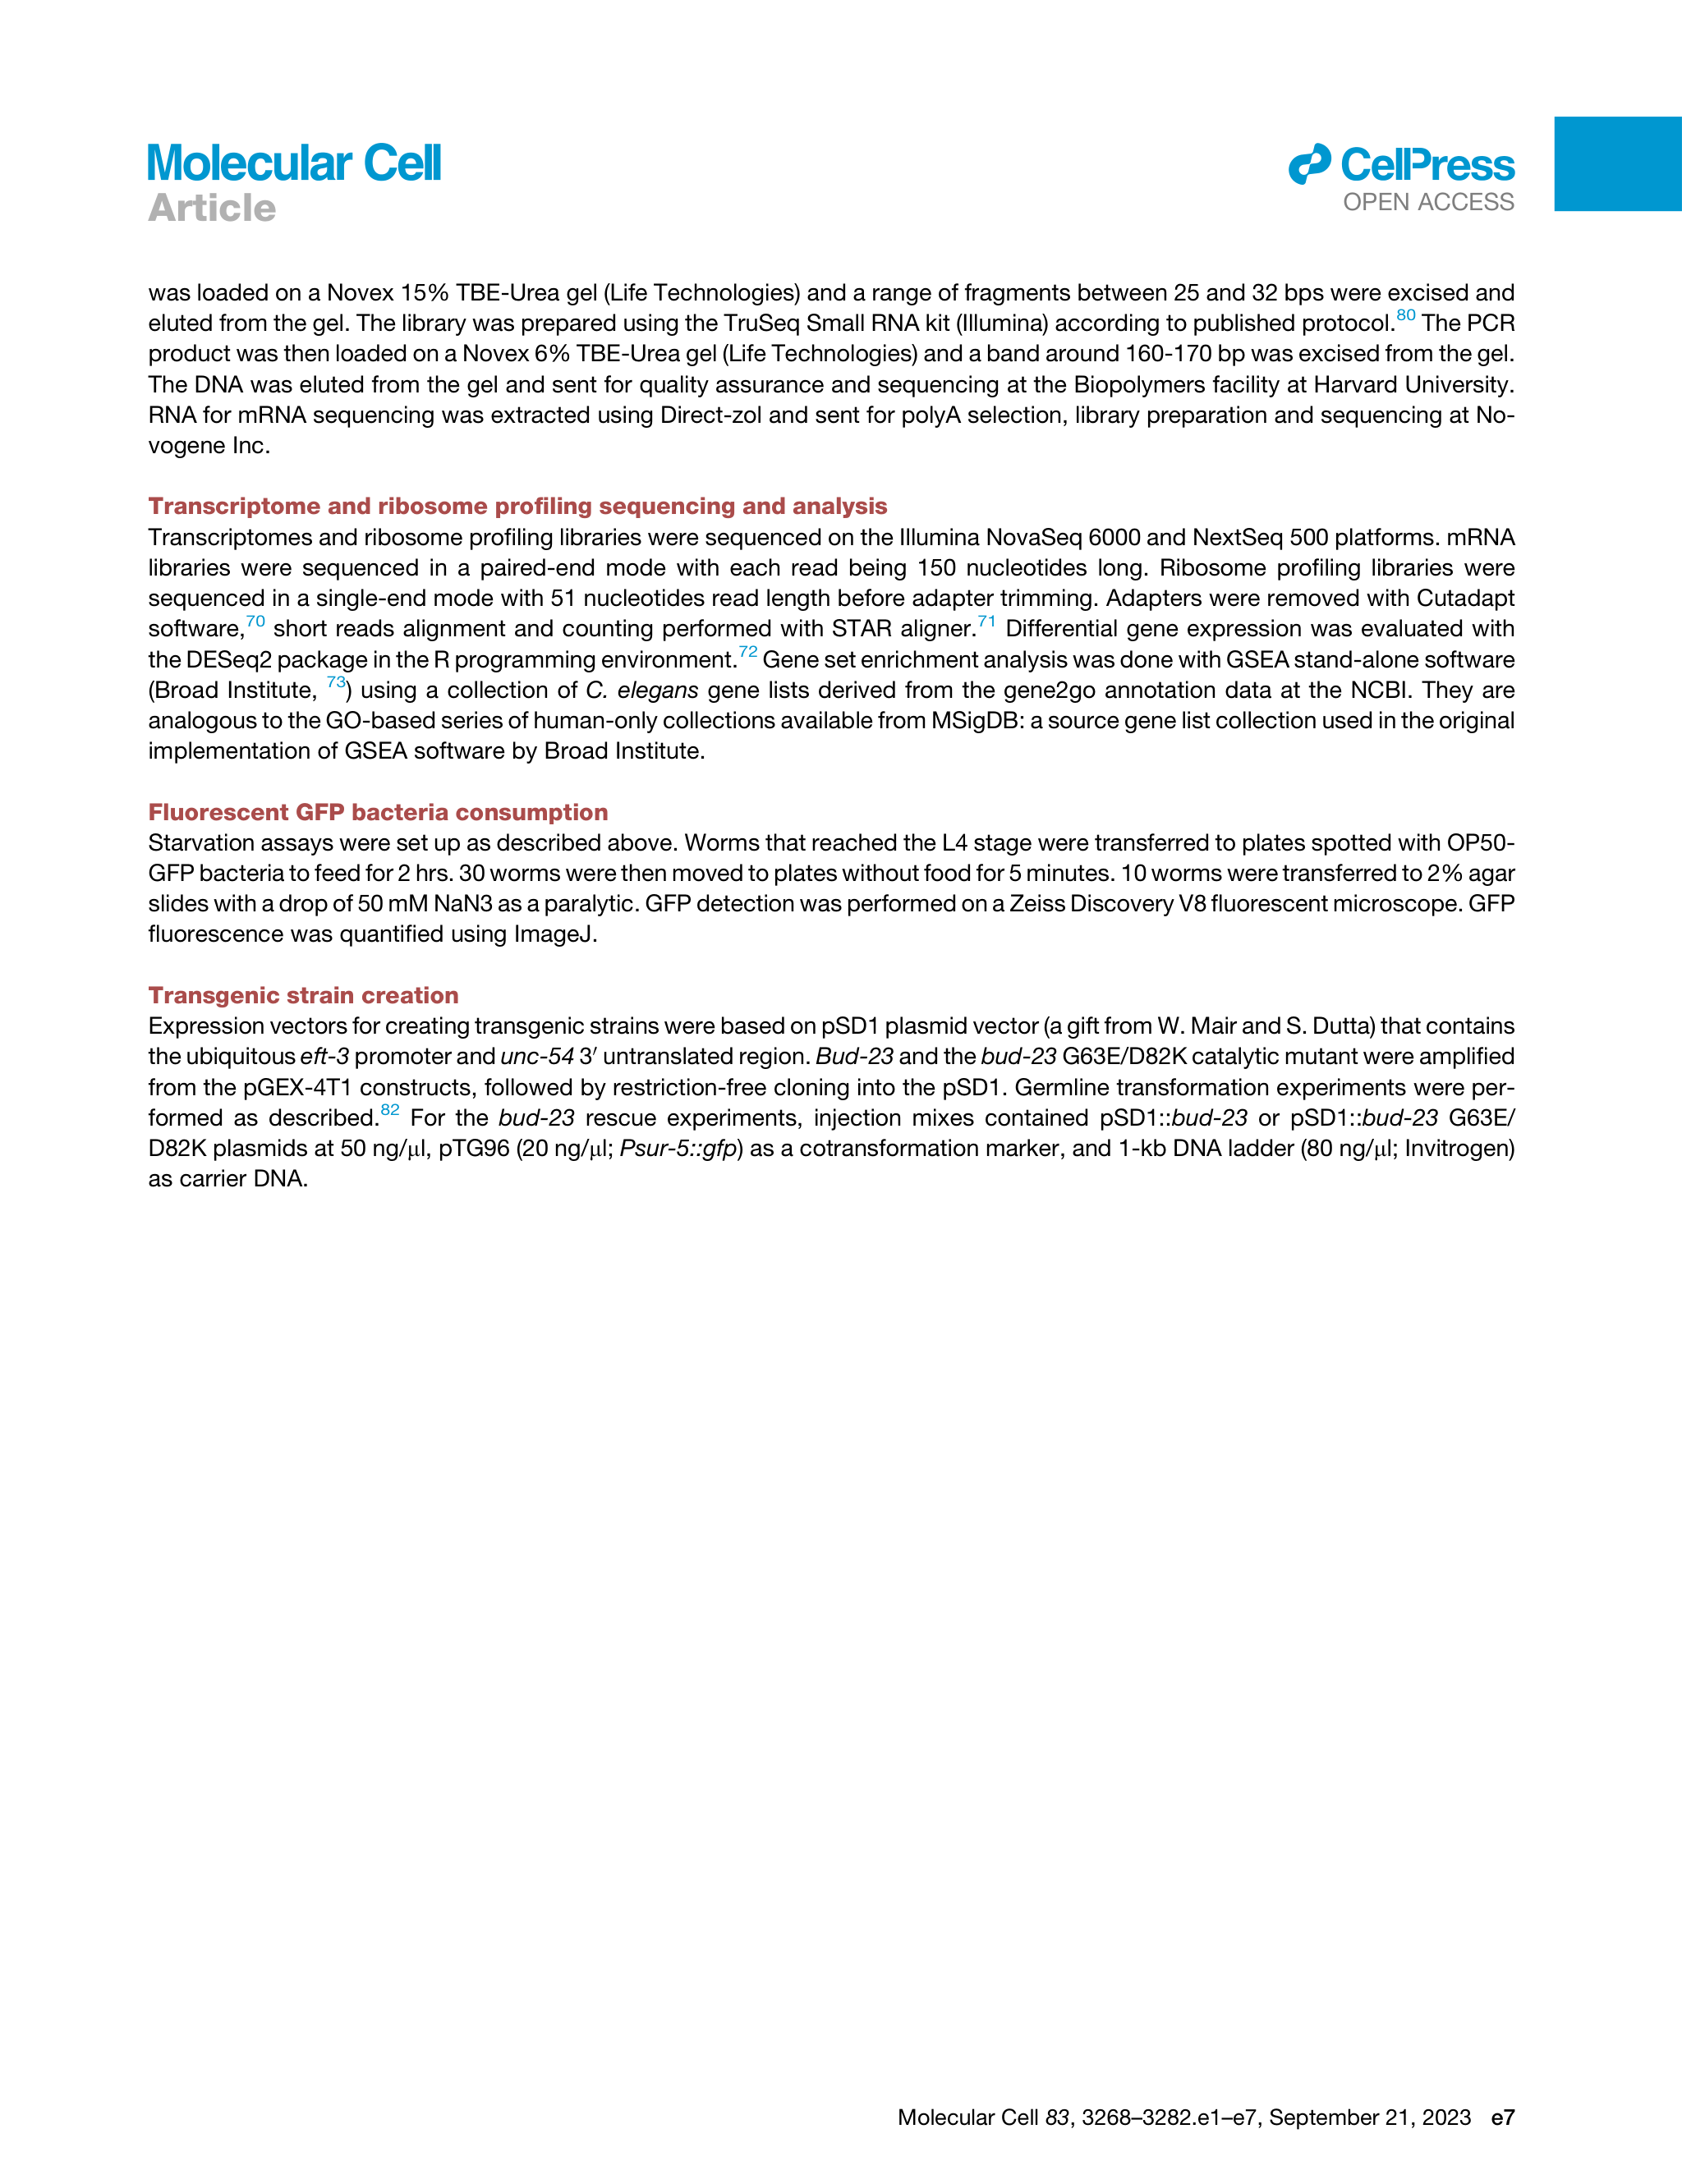 Molecular Cell
Article
CellPress
OPEN ACCESS
was loaded on a Novex 15% TBE-Urea gel (Life Technologies) and a range of fragments between 25 and 32 bps were excised and
eluted from the gel. The library was prepared using the TruSeq Small RNA kit (Illumina) according to published protocol.80 The PCR
product was then loaded on a Novex 6% TBE-Urea gel (Life Technologies) and a band around 160-170 bp was excised from the gel.
The DNA was eluted from the gel and sent for quality assurance and sequencing at the Biopolymers facility at Harvard University.
RNA for mRNA sequencing was extracted using Direct-zol and sent for polyA selection, library preparation and sequencing at No-
vogene Inc.
Transcriptome and ribosome profiling sequencing and analysis
Transcriptomes and ribosome profiling libraries were sequenced on the Illumina NovaSeq 6000 and NextSeq 500 platforms. mRNA
libraries were sequenced in a paired-end mode with each read being 150 nucleotides long. Ribosome profiling libraries were
sequenced in a single-end mode with 51 nucleotides read length before adapter trimming. Adapters were removed with Cutadapt
software,70 short reads alignment and counting performed with STAR aligner.71 Differential gene expression was evaluated with
the DESeq2 package in the R programming environment.72 Gene set enrichment analysis was done with GSEA stand-alone software
(Broad Institute, 73) using a collection of C. elegans gene lists derived from the gene2go annotation data at the NCBI. They are
analogous to the GO-based series of human-only collections available from MSigDB: a source gene list collection used in the original
implementation of GSEA software by Broad Institute.
Fluorescent GFP bacteria consumption
Starvation assays were set up as described above. Worms that reached the L4 stage were transferred to plates spotted with OP50-
GFP bacteria to feed for 2 hrs. 30 worms were then moved to plates without food for 5 minutes. 10 worms were transferred to 2% agar
slides with a drop of 50 mM NaN3 as a paralytic. GFP detection was performed on a Zeiss Discovery V8 fluorescent microscope. GFP
fluorescence was quantified using ImageJ.
Transgenic strain creation
Expression vectors for creating transgenic strains were based on pSD1 plasmid vector (a gift from W. Mair and S. Dutta) that contains
the ubiquitous eft-3 promoter and unc-54 3′ untranslated region. Bud-23 and the bud-23 G63E/D82K catalytic mutant were amplified
from the pGEX-4T1 constructs, followed by restriction-free cloning into the pSD1. Germline transformation experiments were per-
formed as described.82 For the bud-23 rescue experiments, injection mixes contained pSD1::bud-23 or pSD1::bud-23 G63E/
D82K plasmids at 50 ng/μl, pTG96 (20 ng/μl; Psur-5::gfp) as a cotransformation marker, and 1-kb DNA ladder (80 ng/μl; Invitrogen)
as carrier DNA.
Molecular Cell 83, 3268–3282.e1–e7, September 21, 2023 e7